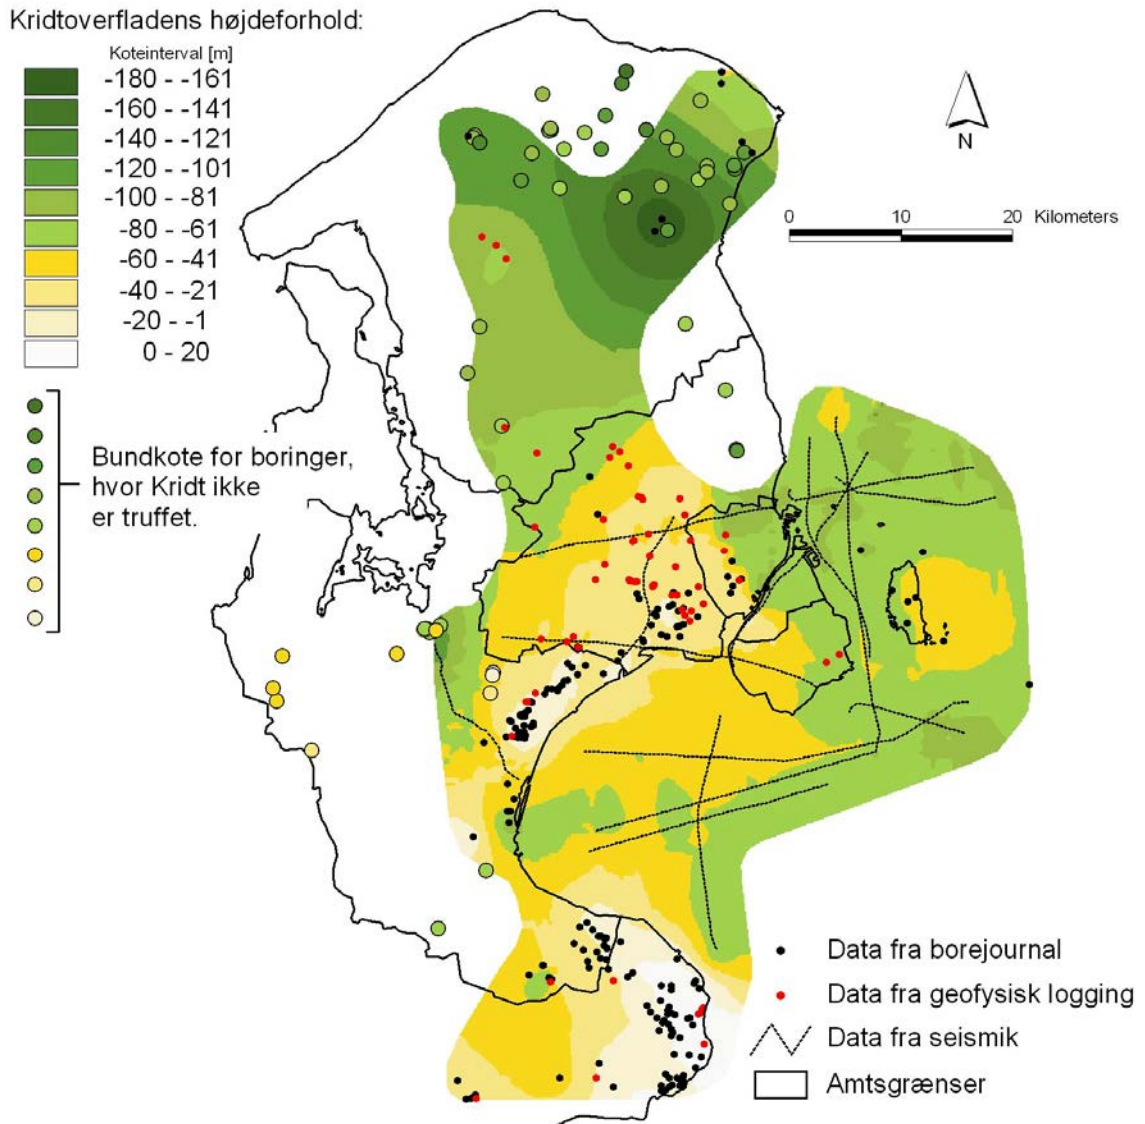 Kridtoverfladens højdeforhold:
Koteinterval [m]
-180 - -161
-160 - -141
-140 - -121
-120 - -101
-100 - -81
-80 - -61
-60 - -41
-40 - -21
-20 - -1
0 - 20
Bundkote for boringer,
hvor Kridt ikke
er truffet.
N
0 10 20 Kilometers
Data fra borejournal
Data fra geofysisk logging
Data fra seismik
Amtsgrænser